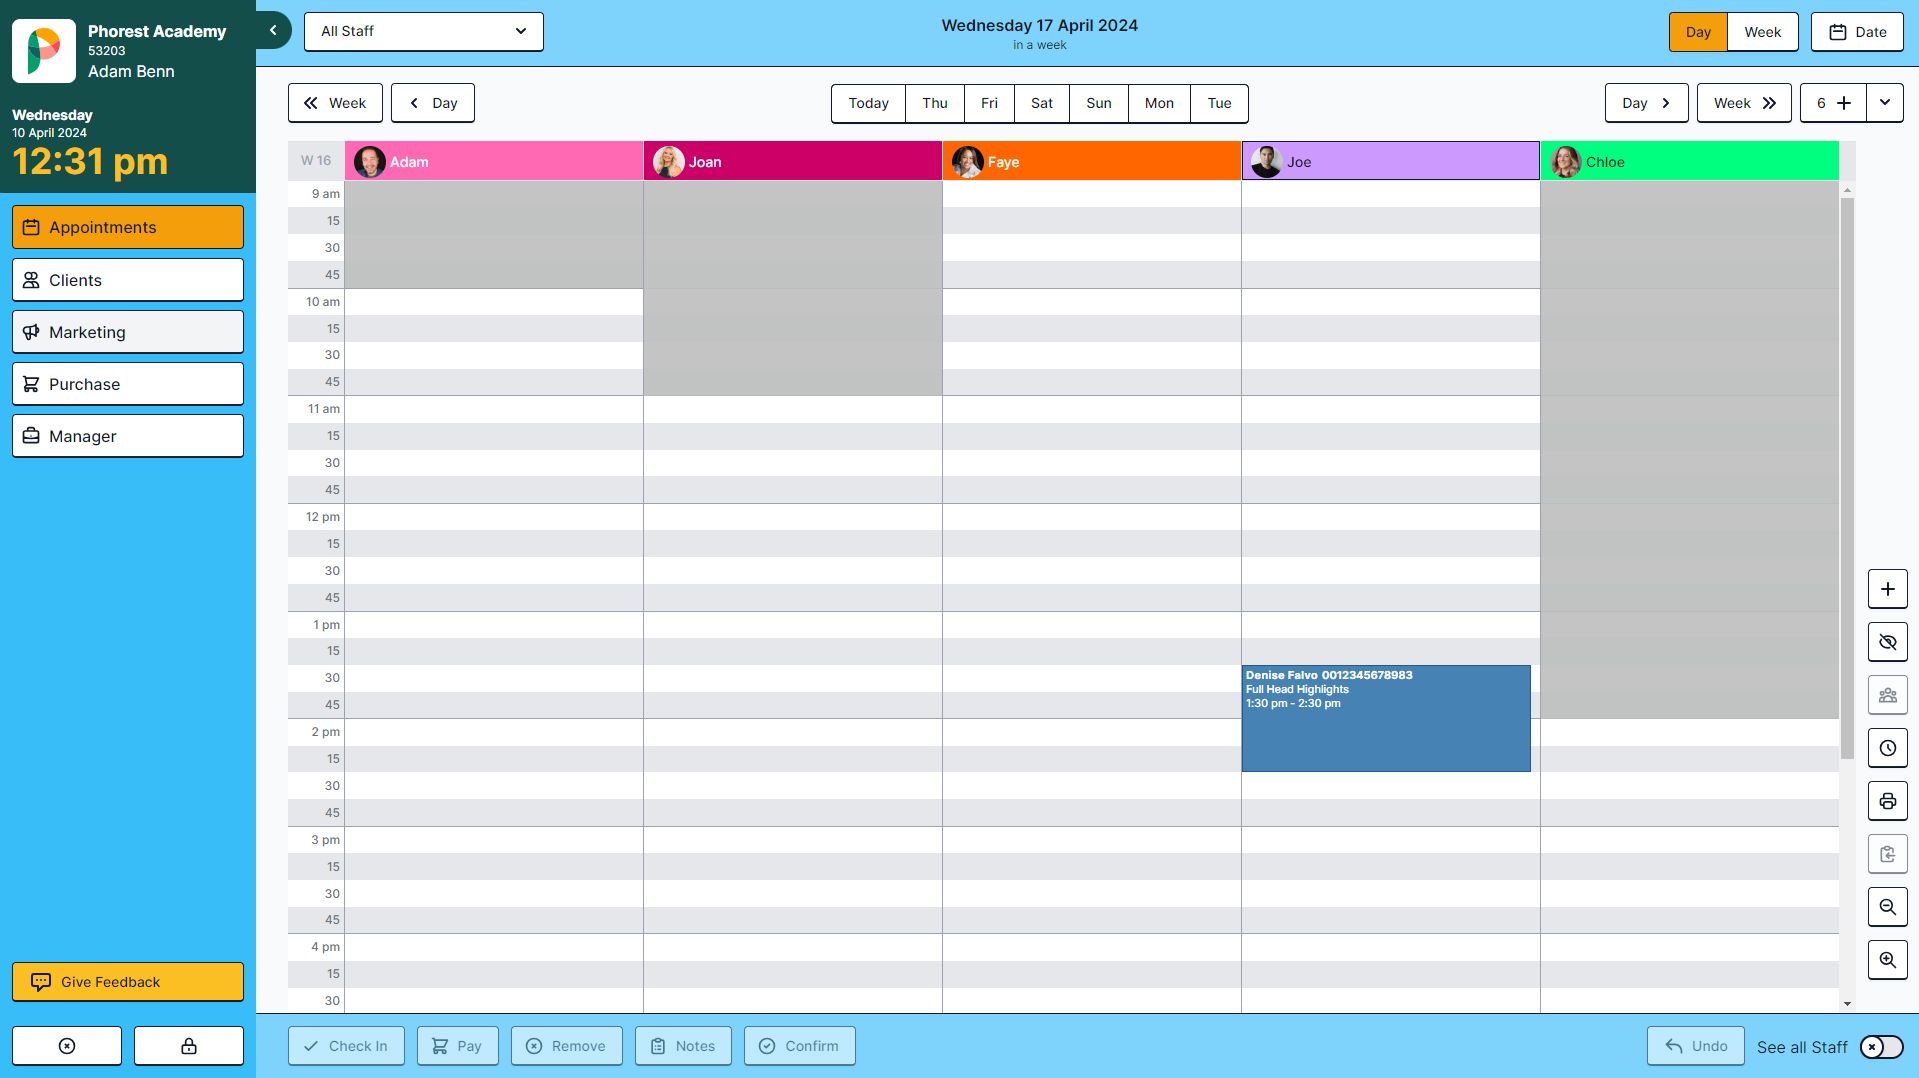 Phorest Academy
53203
Adam Benn
Wednesday
10 April 2024
12:31 pm
Appointments
Clients
Marketing
Purchase
Manager
Give Feedback
All Staff
Wednesday 17 April 2024
in a week
Day
Week
Date
Week
Day
Today
Thu
Fri
Sat
Sun
Mon
Tue
Day
Week
6
W 16
Adam
Joan
Faye
Joe
Chloe
9 am
15
30
45
10 am
15
30
45
11 am
15
30
45
12 pm
15
30
45
1 pm
15
30
45
2 pm
15
30
45
3 pm
15
30
45
4 pm
15
30
Denise Falvo 0012345678983
Full Head Highlights
1:30 pm - 2:30 pm
Check In
Pay
Remove
Notes
Confirm
Undo
See all Staff